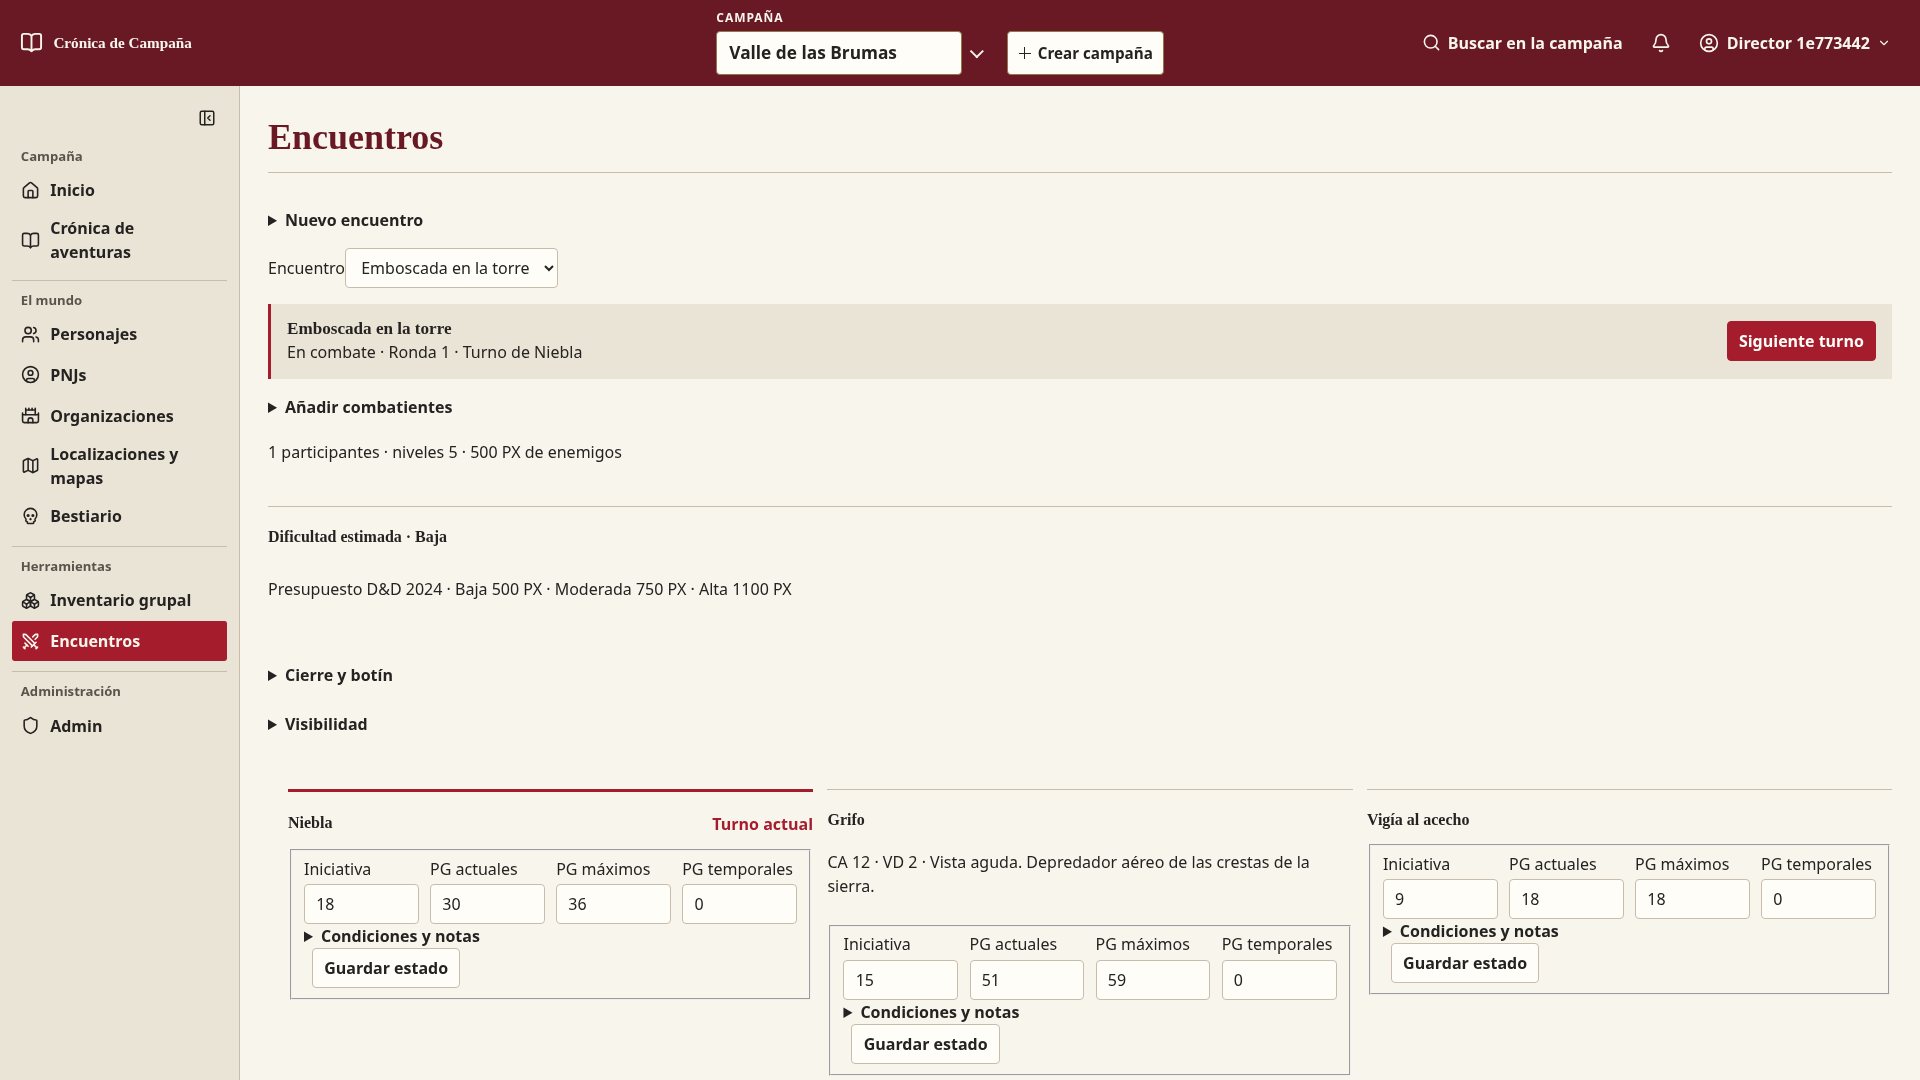 Crónica de Campaña
CAMPAÑA
Valle de las Brumas
Crear campaña
Buscar en la campaña
Director 1e773442
Campaña
Inicio
Crónica de
aventuras
El mundo
Personajes
PNJs
Organizaciones
Localizaciones y
mapas
Bestiario
Herramientas
Inventario grupal
Encuentros
Administración
Admin
Encuentros
Nuevo encuentro
Encuentro Emboscada en la torre
Emboscada en la torre
En combate · Ronda 1 · Turno de Niebla
Siguiente turno
Añadir combatientes
1 participantes · niveles 5 · 500 PX de enemigos
Dificultad estimada · Baja
Presupuesto D&D 2024 · Baja 500 PX · Moderada 750 PX · Alta 1100 PX
Cierre y botín
Visibilidad
Niebla
Turno actual
Iniciativa PG actuales PG máximos PG temporales
18 30 36 0
Condiciones y notas
Guardar estado
Grifo
CA 12 · VD 2 · Vista aguda. Depredador aéreo de las crestas de la
sierra.
Iniciativa PG actuales PG máximos PG temporales
15 51 59 0
Condiciones y notas
Guardar estado
Vigía al acecho
Iniciativa PG actuales PG máximos PG temporales
9 18 18 0
Condiciones y notas
Guardar estado